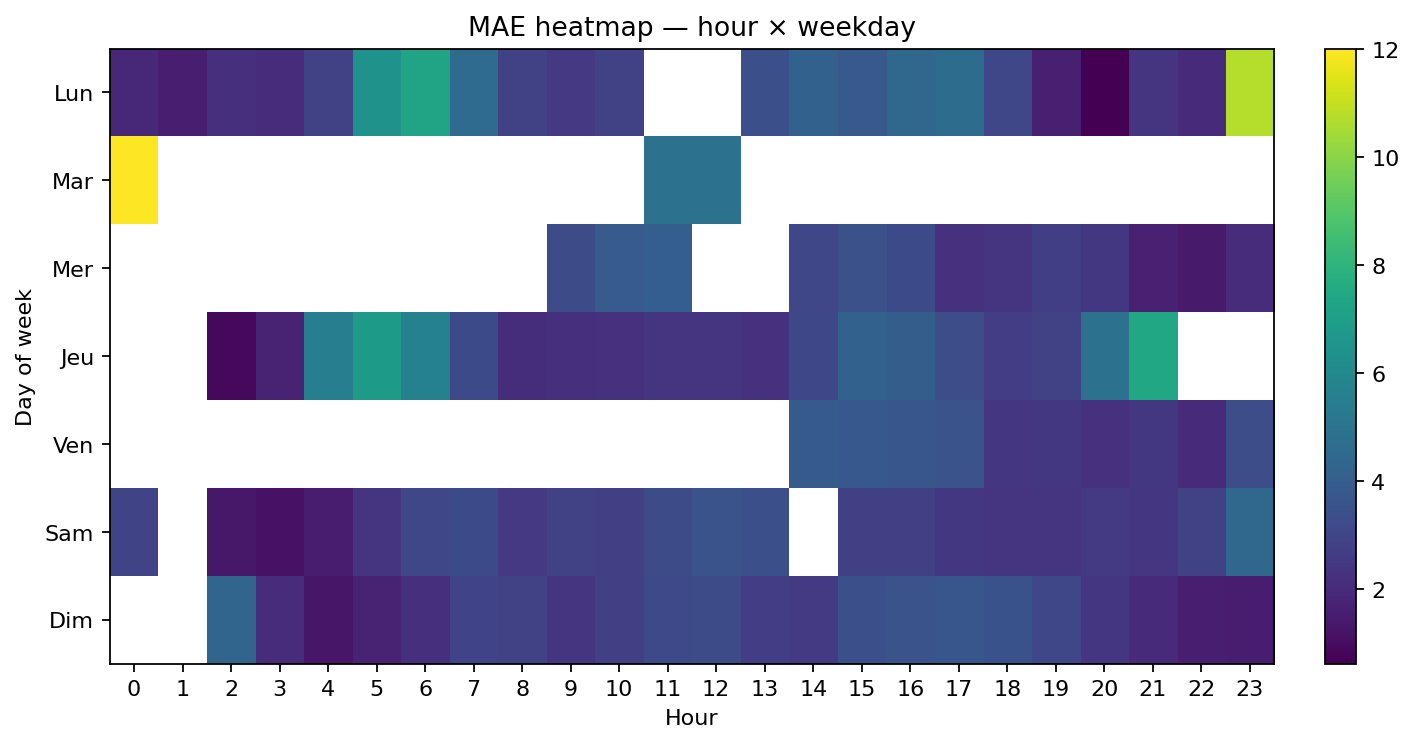 MAE heatmap — hour × weekday
Day of week
Lun
Mar
Mer
Jeu
Ven
Sam
Dim
0 1 2 3 4 5 6 7 8 9 10 11 12 13 14 15 16 17 18 19 20 21 22 23
Hour
12
10
8
6
4
2